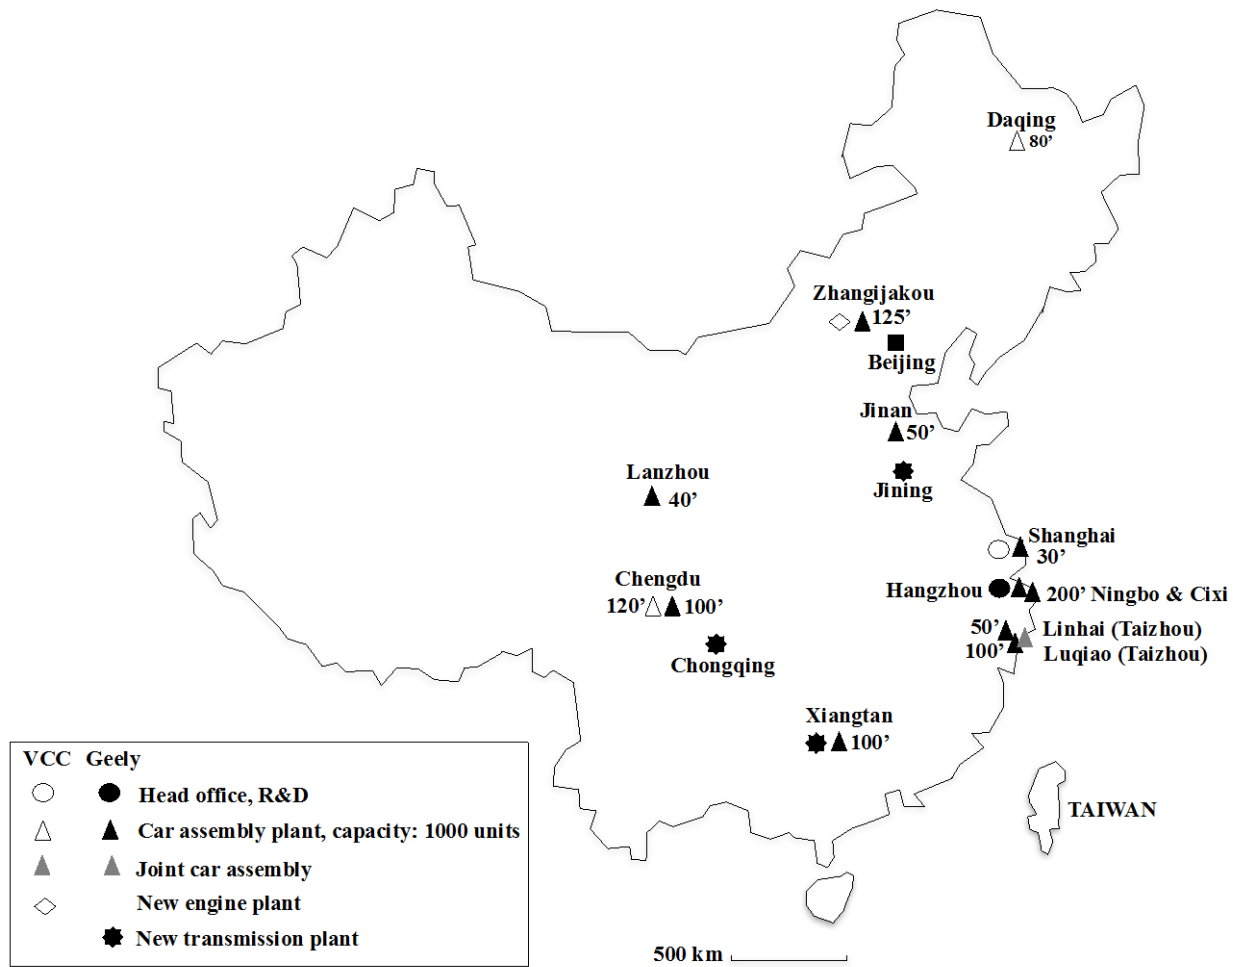 Daqing
80’
Zhangijakou
125’
Beijing
Jinan
50’
Jining
Lanzhou
40’
Shanghai
30’
Hangzhou
200’ Ningbo & Cixi
Chengdu
120’ 100’
50’ Linhai (Taizhou)
100’ Luqiao (Taizhou)
Chongqing
Xiangtan
100’
TAIWAN
VCC Geely
Head office, R&D
Car assembly plant, capacity: 1000 units
Joint car assembly
New engine plant
New transmission plant
500 km